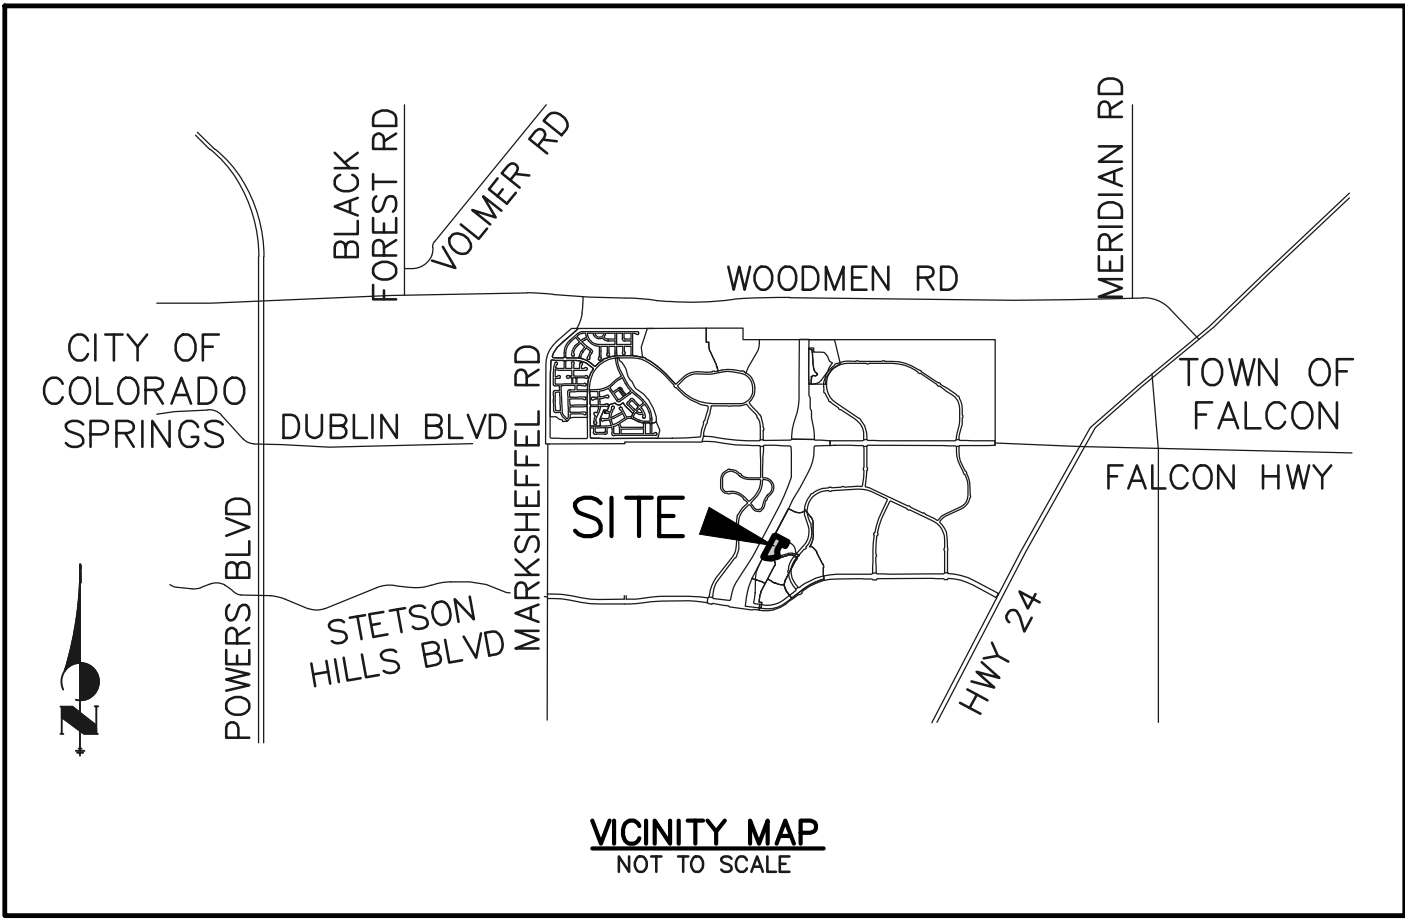 BLACK
FOREST RD
VOLMER RD
MERIDIAN RD
WOODMEN RD
CITY OF
COLORADO
SPRINGS
DUBLIN BLVD
MARKSHEFFEL RD
TOWN OF
FALCON
FALCON HWY
SITE
POWERS BLVD
STETSON
HILLS BLVD
HWY 24
N
VICINITY MAP
NOT TO SCALE